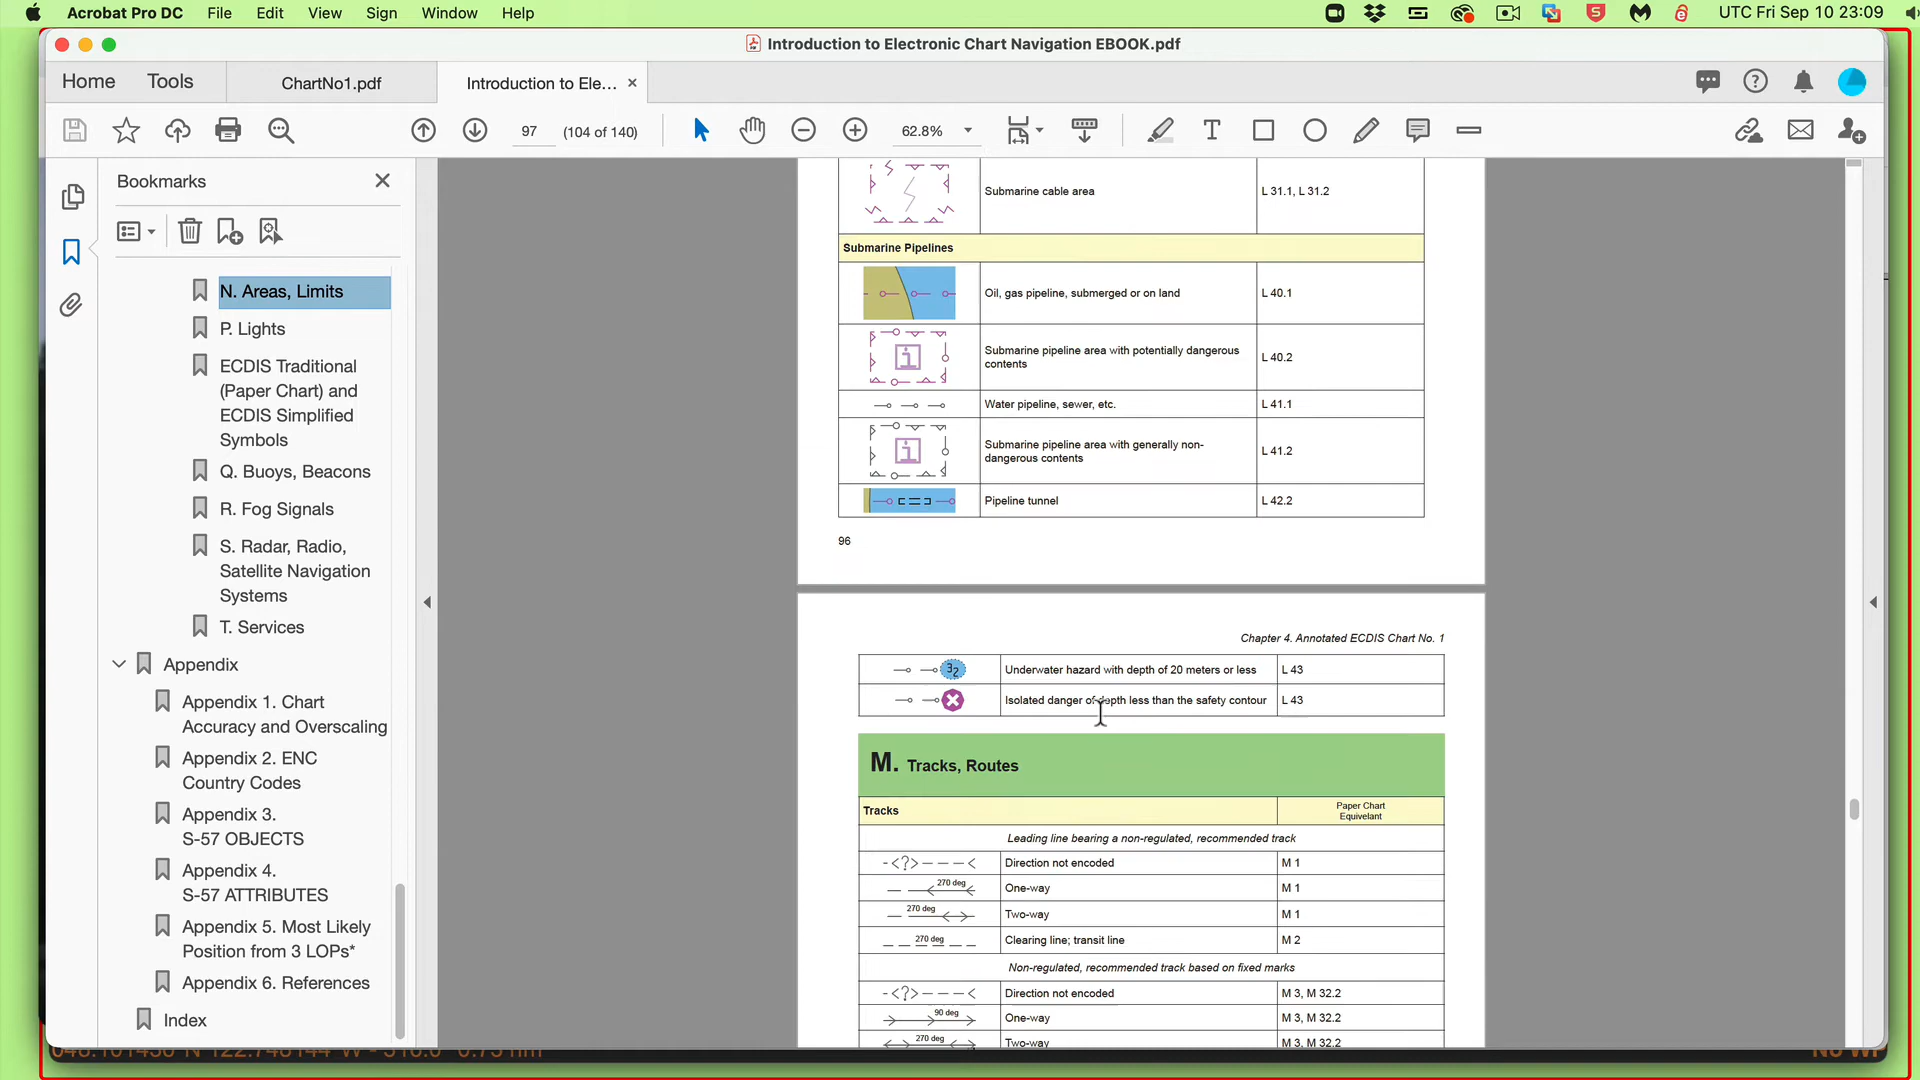 Acrobat Pro DC File Edit View Sign Window Help UTC Fri Sep 10 23:09
Introduction to Electronic Chart Navigation EBOOK.pdf
Home Tools ChartNo1.pdf Introduction to Ele... ×
97 (104 of 140) 62.8%
Bookmarks
N. Areas, Limits
P. Lights
ECDIS Traditional
(Paper Chart) and
ECDIS Simplified
Symbols
Q. Buoys, Beacons
R. Fog Signals
S. Radar, Radio,
Satellite Navigation
Systems
T. Services
Appendix
Appendix 1. Chart
Accuracy and Overscaling
Appendix 2. ENC
Country Codes
Appendix 3.
S-57 OBJECTS
Appendix 4.
S-57 ATTRIBUTES
Appendix 5. Most Likely
Position from 3 LOPs*
Appendix 6. References
Index
Submarine cable area L 31.1, L 31.2
Submarine Pipelines
Oil, gas pipeline, submerged or on land L 40.1
Submarine pipeline area with potentially dangerous
contents L 40.2
Water pipeline, sewer, etc. L 41.1
Submarine pipeline area with generally non-
dangerous contents L 41.2
Pipeline tunnel L 42.2
96
Chapter 4. Annotated ECDIS Chart No. 1
32 Underwater hazard with depth of 20 meters or less L 43
Isolated danger of depth less than the safety contour L 43
M. Tracks, Routes
Tracks Paper Chart
Equivelant
Leading line bearing a non-regulated, recommended track
Direction not encoded M 1
270 deg One-way M 1
270 deg Two-way M 1
270 deg Clearing line; transit line M 2
Non-regulated, recommended track based on fixed marks
Direction not encoded M 3, M 32.2
90 deg One-way M 3, M 32.2
270 deg Two-way M 3, M 32.2